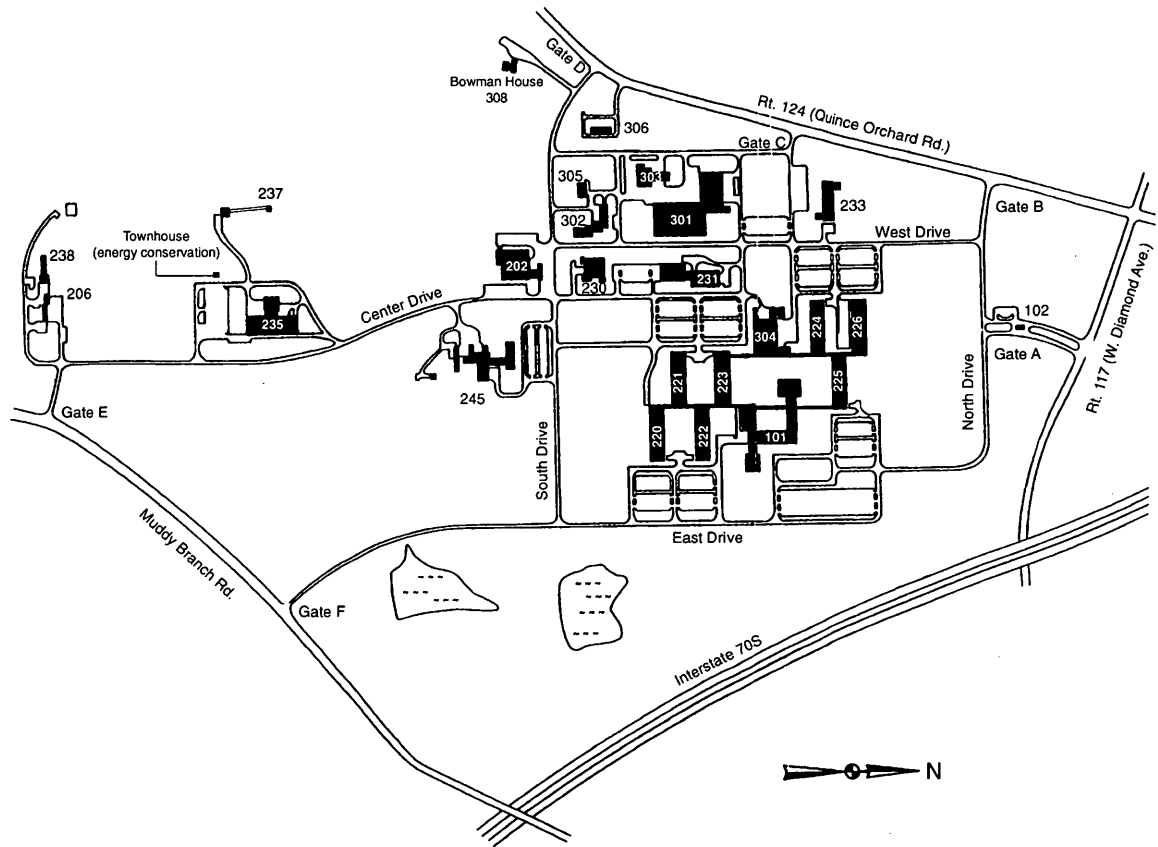 Gate D
Bowman House
308
Rt. 124 (Quince Orchard Rd.)
306
Gate C
303
305
237
302
301
233
Gate B
Townhouse
(energy conservation)
West Drive
238
202
230
231
206
Center Drive
235
102
304
224
226
Gate A
Rt. 117 (W. Diamond Ave.)
245
221
223
225
North Drive
Gate E
220
222
101
South Drive
East Drive
Muddy Branch Rd.
Gate F
Interstate 70S
N